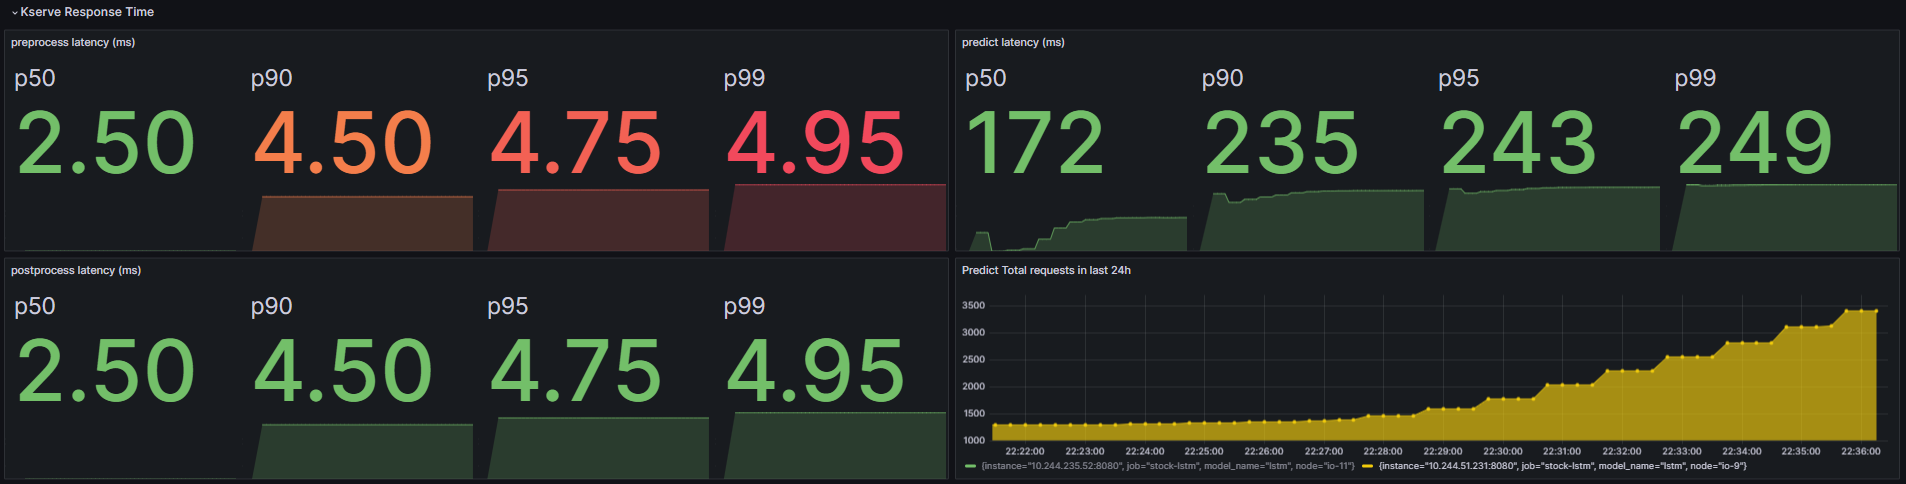 Kserve Response Time
preprocess latency (ms)
p50 p90 p95 p99
2.50 4.50 4.75 4.95
predict latency (ms)
p50 p90 p95 p99
172 235 243 249
postprocess latency (ms)
p50 p90 p95 p99
2.50 4.50 4.75 4.95
Predict Total requests in last 24h
3500
3000
2500
2000
1500
1000
22:22:00 22:23:00 22:24:00 22:25:00 22:26:00 22:27:00 22:28:00 22:29:00 22:30:00 22:31:00 22:32:00 22:33:00 22:34:00 22:35:00 22:36:00
{instance="10.244.235.52:8080", job="stock-lstm", model_name="lstm", node="io-11"} {instance="10.244.51.231:8080", job="stock-lstm", model_name="lstm", node="io-9"}